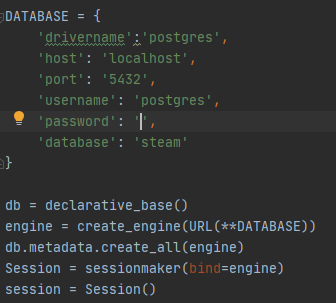 DATABASE = {
    'drivername':'postgres',
    'host': 'localhost',
    'port': '5432',
    'username': 'postgres',
    'password': '',
    'database': 'steam'
}
db = declarative_base()
engine = create_engine(URL(**DATABASE))
db.metadata.create_all(engine)
Session = sessionmaker(bind=engine)
session = Session()